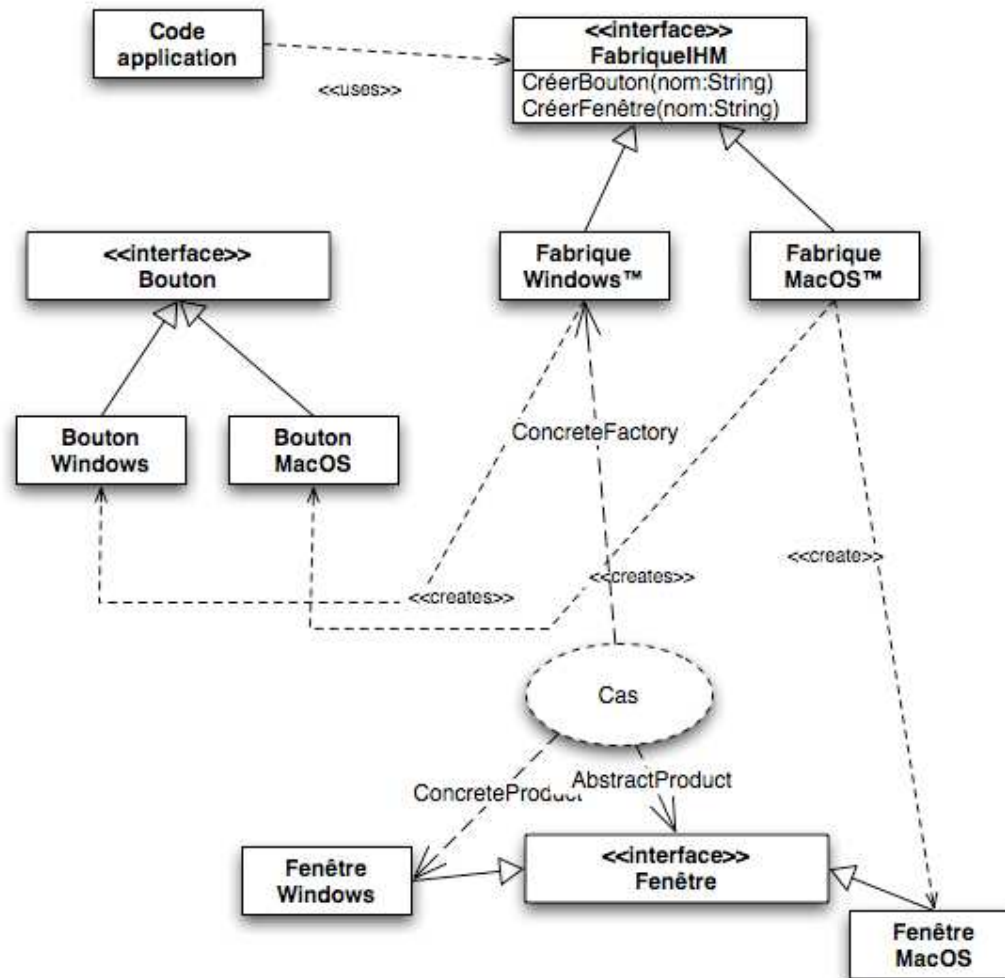 Code
application
<<uses>>
<<interface>>
FabriqueIHM
CréerBouton(nom:String)
CréerFenêtre(nom:String)
<<interface>>
Bouton
Fabrique
Windows™
Fabrique
MacOS™
Bouton
Windows
Bouton
MacOS
ConcreteFactory
<<creates>>
<<creates>>
<<create>>
Cas
ConcreteProduct
AbstractProduct
Fenêtre
Windows
<<interface>>
Fenêtre
Fenêtre
MacOS